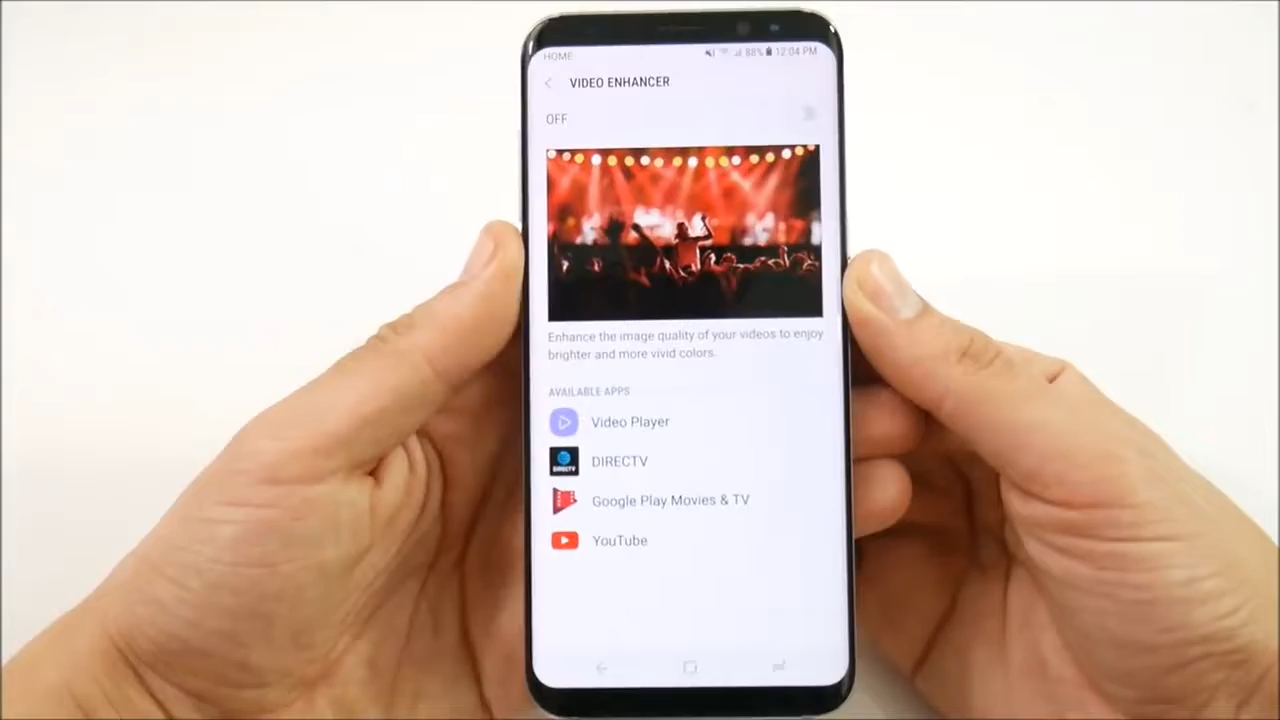 HOME 88% 12:04 PM
VIDEO ENHANCER
OFF
Enhance the image quality of your videos to enjoy
brighter and more vivid colors.
AVAILABLE APPS
Video Player
DIRECTV
DIRECTV
Google Play Movies & TV
YouTube